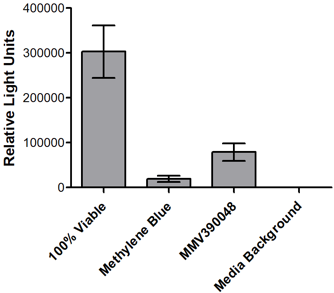 Relative Light Units
400000
300000
200000
100000
0
100% Viable
Methylene Blue
MMV390048
Media Background